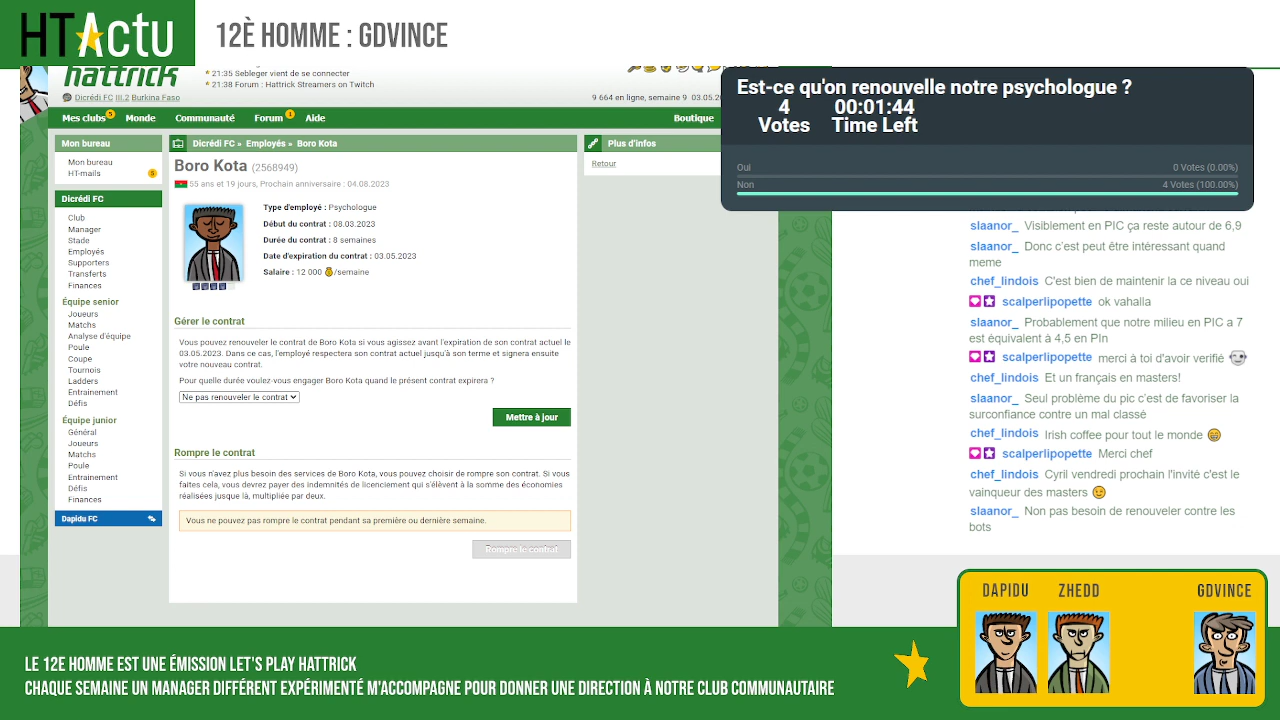 HTActu
12È HOMME : GDVINCE
hattrick
21:35 Sebleger vient de se connecter
21:38 Forum : Hattrick Streamers on Twitch
Dicrédi FC III.2 Burkina Faso
9 664 en ligne, semaine 9 03.05
Mes clubs 5 Monde Communauté Forum 1 Aide Boutique
Mon bureau
Mon bureau
HT-mails 5
Dicrédi FC
Club
Manager
Stade
Employés
Supporters
Transferts
Finances
Équipe senior
Joueurs
Matchs
Analyse d'équipe
Poule
Coupe
Tournois
Ladders
Entrainement
Défis
Équipe junior
Général
Joueurs
Matchs
Poule
Entrainement
Défis
Finances
Dapidu FC
Dicrédi FC » Employés » Boro Kota
Boro Kota (2568949)
55 ans et 19 jours, Prochain anniversaire : 04.08.2023
Type d'employé : Psychologue
Début du contrat : 08.03.2023
Durée du contrat : 8 semaines
Date d'expiration du contrat : 03.05.2023
Salaire : 12 000 /semaine
Gérer le contrat
Vous pouvez renouveler le contrat de Boro Kota si vous agissez avant l'expiration de son contrat actuel le
03.05.2023. Dans ce cas, l'employé respectera son contrat actuel jusqu'à son terme et signera ensuite
votre nouveau contrat.
Pour quelle durée voulez-vous engager Boro Kota quand le présent contrat expirera ?
Ne pas renouveler le contrat
Mettre à jour
Rompre le contrat
Si vous n'avez plus besoin des services de Boro Kota, vous pouvez choisir de rompre son contrat. Si vous
faites cela, vous devrez payer des indemnités de licenciement qui s'élèvent à la somme des économies
réalisées jusque là, multipliée par deux.
Vous ne pouvez pas rompre le contrat pendant sa première ou dernière semaine.
Rompre le contrat
Plus d'infos
Retour
Est-ce qu'on renouvelle notre psychologue ?
4 00:01:44
Votes Time Left
Oui 0 Votes (0.00%)
Non 4 Votes (100.00%)
slaanor_ Visiblement en PIC ça reste autour de 6,9
slaanor_ Donc c'est peut être intéressant quand
meme
chef_lindois C'est bien de maintenir la ce niveau oui
scalperlipopette ok vahalla
slaanor_ Probablement que notre milieu en PIC a 7
est équivalent à 4,5 en PIn
scalperlipopette merci à toi d'avoir verifié
chef_lindois Et un français en masters!
slaanor_ Seul problème du pic c'est de favoriser la
surconfiance contre un mal classé
chef_lindois Irish coffee pour tout le monde
scalperlipopette Merci chef
chef_lindois Cyril vendredi prochain l'invité c'est le
vainqueur des masters
slaanor_ Non pas besoin de renouveler contre les
bots
DAPIDU ZHEDD GDVINCE
LE 12E HOMME EST UNE ÉMISSION LET'S PLAY HATTRICK
CHAQUE SEMAINE UN MANAGER DIFFÉRENT EXPÉRIMENTÉ M'ACCOMPAGNE POUR DONNER UNE DIRECTION À NOTRE CLUB COMMUNAUTAIRE